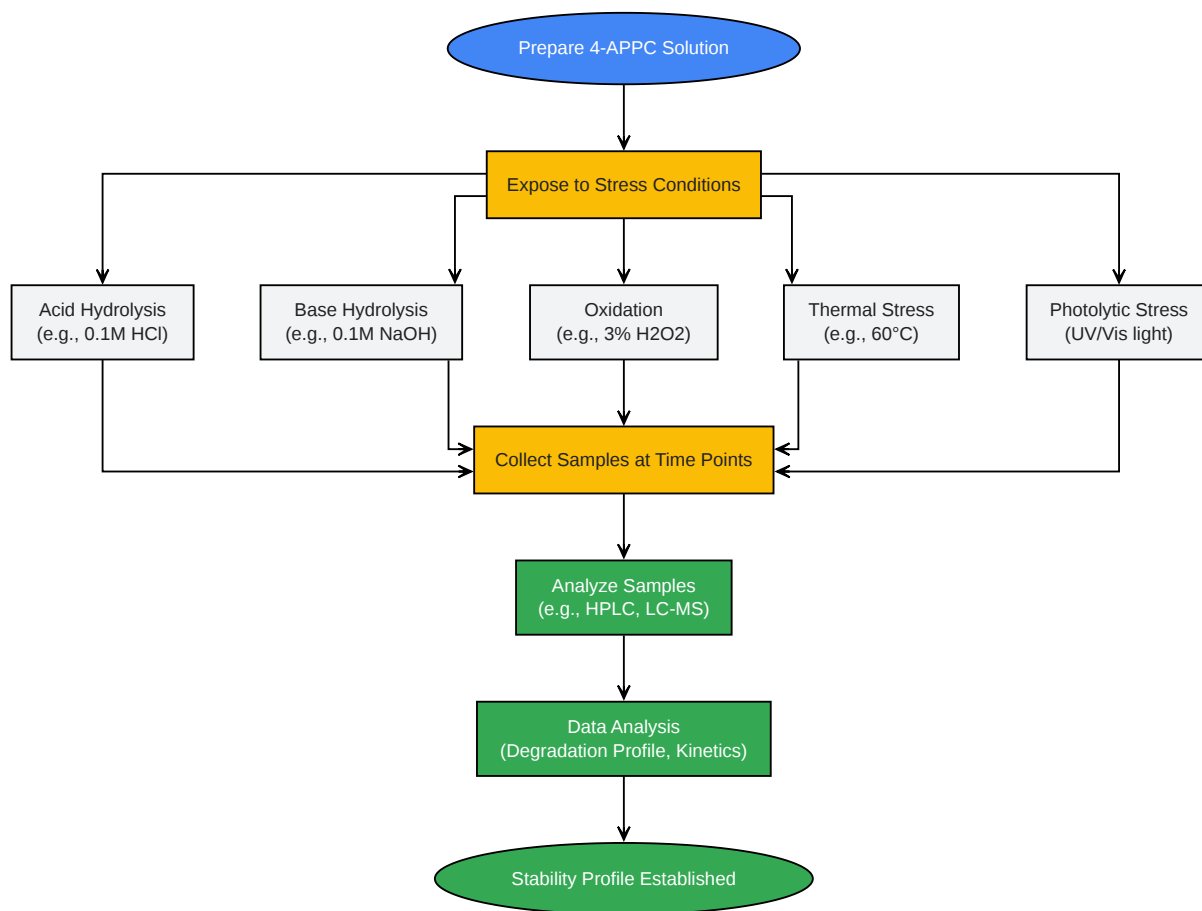 Prepare 4-APPC Solution
Expose to Stress Conditions
Acid Hydrolysis
(e.g., 0.1M HCl)
Base Hydrolysis
(e.g., 0.1M NaOH)
Oxidation
(e.g., 3% H2O2)
Thermal Stress
(e.g., 60°C)
Photolytic Stress
(UV/Vis light)
Collect Samples at Time Points
Analyze Samples
(e.g., HPLC, LC-MS)
Data Analysis
(Degradation Profile, Kinetics)
Stability Profile Established